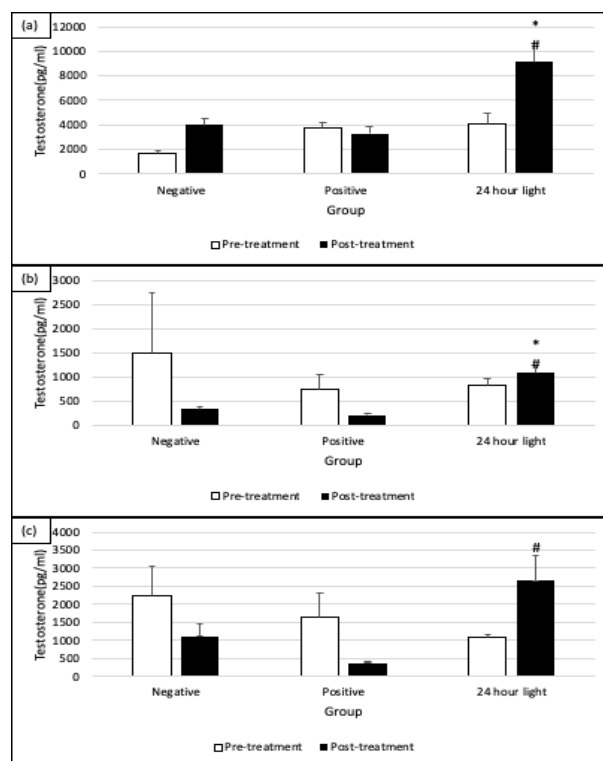 (a)
Testosterone(pg/ml)
12000
10000
8000
6000
4000
2000
0
*
#
Negative Positive 24 hour light
Group
Pre-treatment Post-treatment
(b)
Testosterone(pg/ml)
3000
2500
2000
1500
1000
500
0
*
#
Negative Positive 24 hour light
Group
Pre-treatment Post-treatment
(c)
Testosterone(pg/ml)
4000
3500
3000
2500
2000
1500
1000
500
0
#
Negative Positive 24 hour light
Group
Pre-treatment Post-treatment